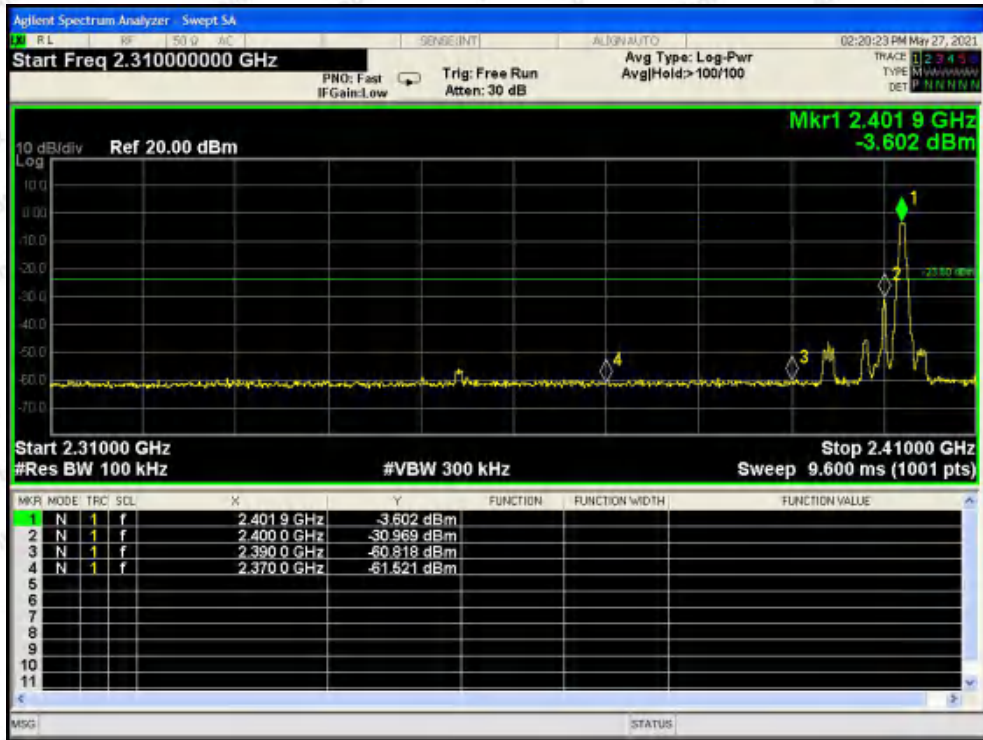 Agilent Spectrum Analyzer - Swept SA
LXI RL RF 50 Ω AC SENSE:INT ALIGN AUTO 02:20:23 PM May 27, 2021
Start Freq 2.310000000 GHz
PNO: Fast
IFGain:Low
Trig: Free Run
Atten: 30 dB
Avg Type: Log-Pwr
Avg|Hold:> 100/100
TRACE 1 2 3 4 5 6
TYPE M
DET P N N N N N
Mkr1 2.401 9 GHz
-3.602 dBm
10 dB/div Ref 20.00 dBm
Log
10.0
0.00
-10.0
-20.0
-30.0
-40.0
-50.0
-60.0
-70.0
1
2
-23.60 dBm
3
4
Start 2.31000 GHz Stop 2.41000 GHz
#Res BW 100 kHz #VBW 300 kHz Sweep 9.600 ms (1001 pts)
MKR MODE TRC SCL X Y FUNCTION FUNCTION WIDTH FUNCTION VALUE
1 N 1 f 2.401 9 GHz -3.602 dBm
2 N 1 f 2.400 0 GHz -30.969 dBm
3 N 1 f 2.390 0 GHz -60.818 dBm
4 N 1 f 2.370 0 GHz -61.521 dBm
5
6
7
8
9
10
11
MSG STATUS